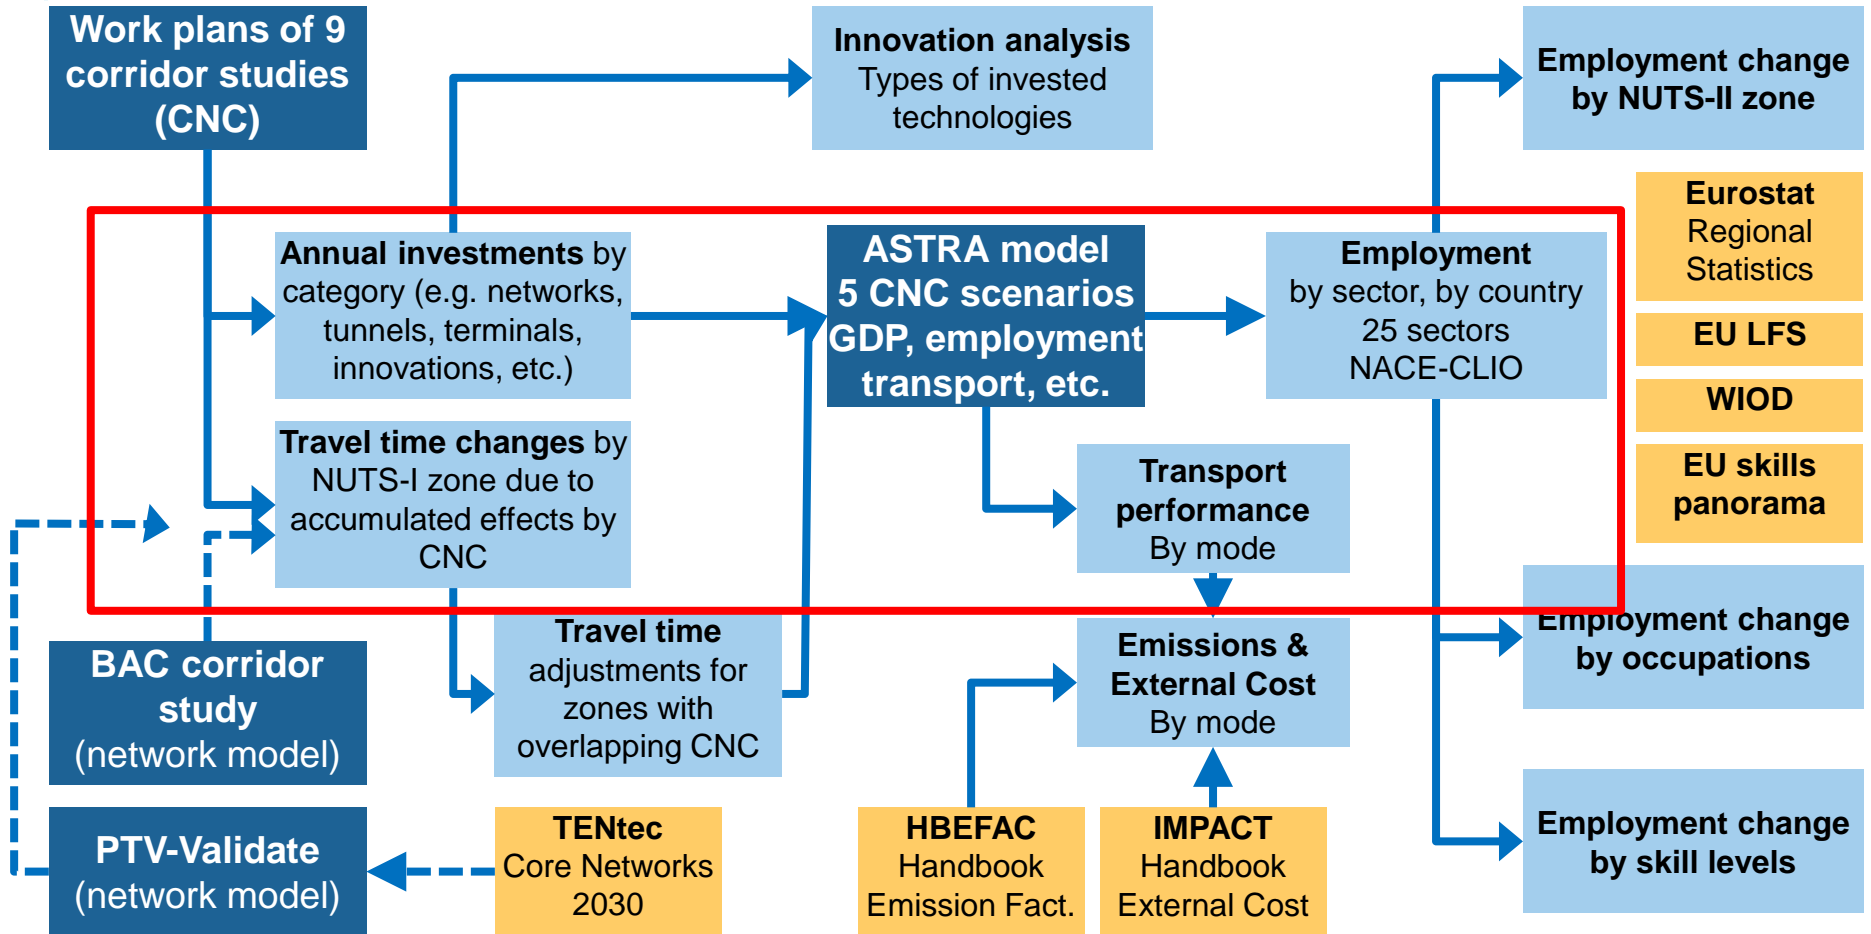 Work plans of 9
corridor studies
(CNC)
Innovation analysis
Types of invested
technologies
Employment change
by NUTS-II zone
Eurostat
Regional
Statistics
EU LFS
WIOD
EU skills
panorama
Annual investments by
category (e.g. networks,
tunnels, terminals,
innovations, etc.)
ASTRA model
5 CNC scenarios
GDP, employment
transport, etc.
Employment
by sector, by country
25 sectors
NACE-CLIO
Travel time changes by
NUTS-I zone due to
accumulated effects by
CNC
Transport
performance
By mode
BAC corridor
study
(network model)
Travel time
adjustments for
zones with
overlapping CNC
Emissions &
External Cost
By mode
Employment change
by occupations
PTV-Validate
(network model)
TENtec
Core Networks
2030
HBEFAC
Handbook
Emission Fact.
IMPACT
Handbook
External Cost
Employment change
by skill levels